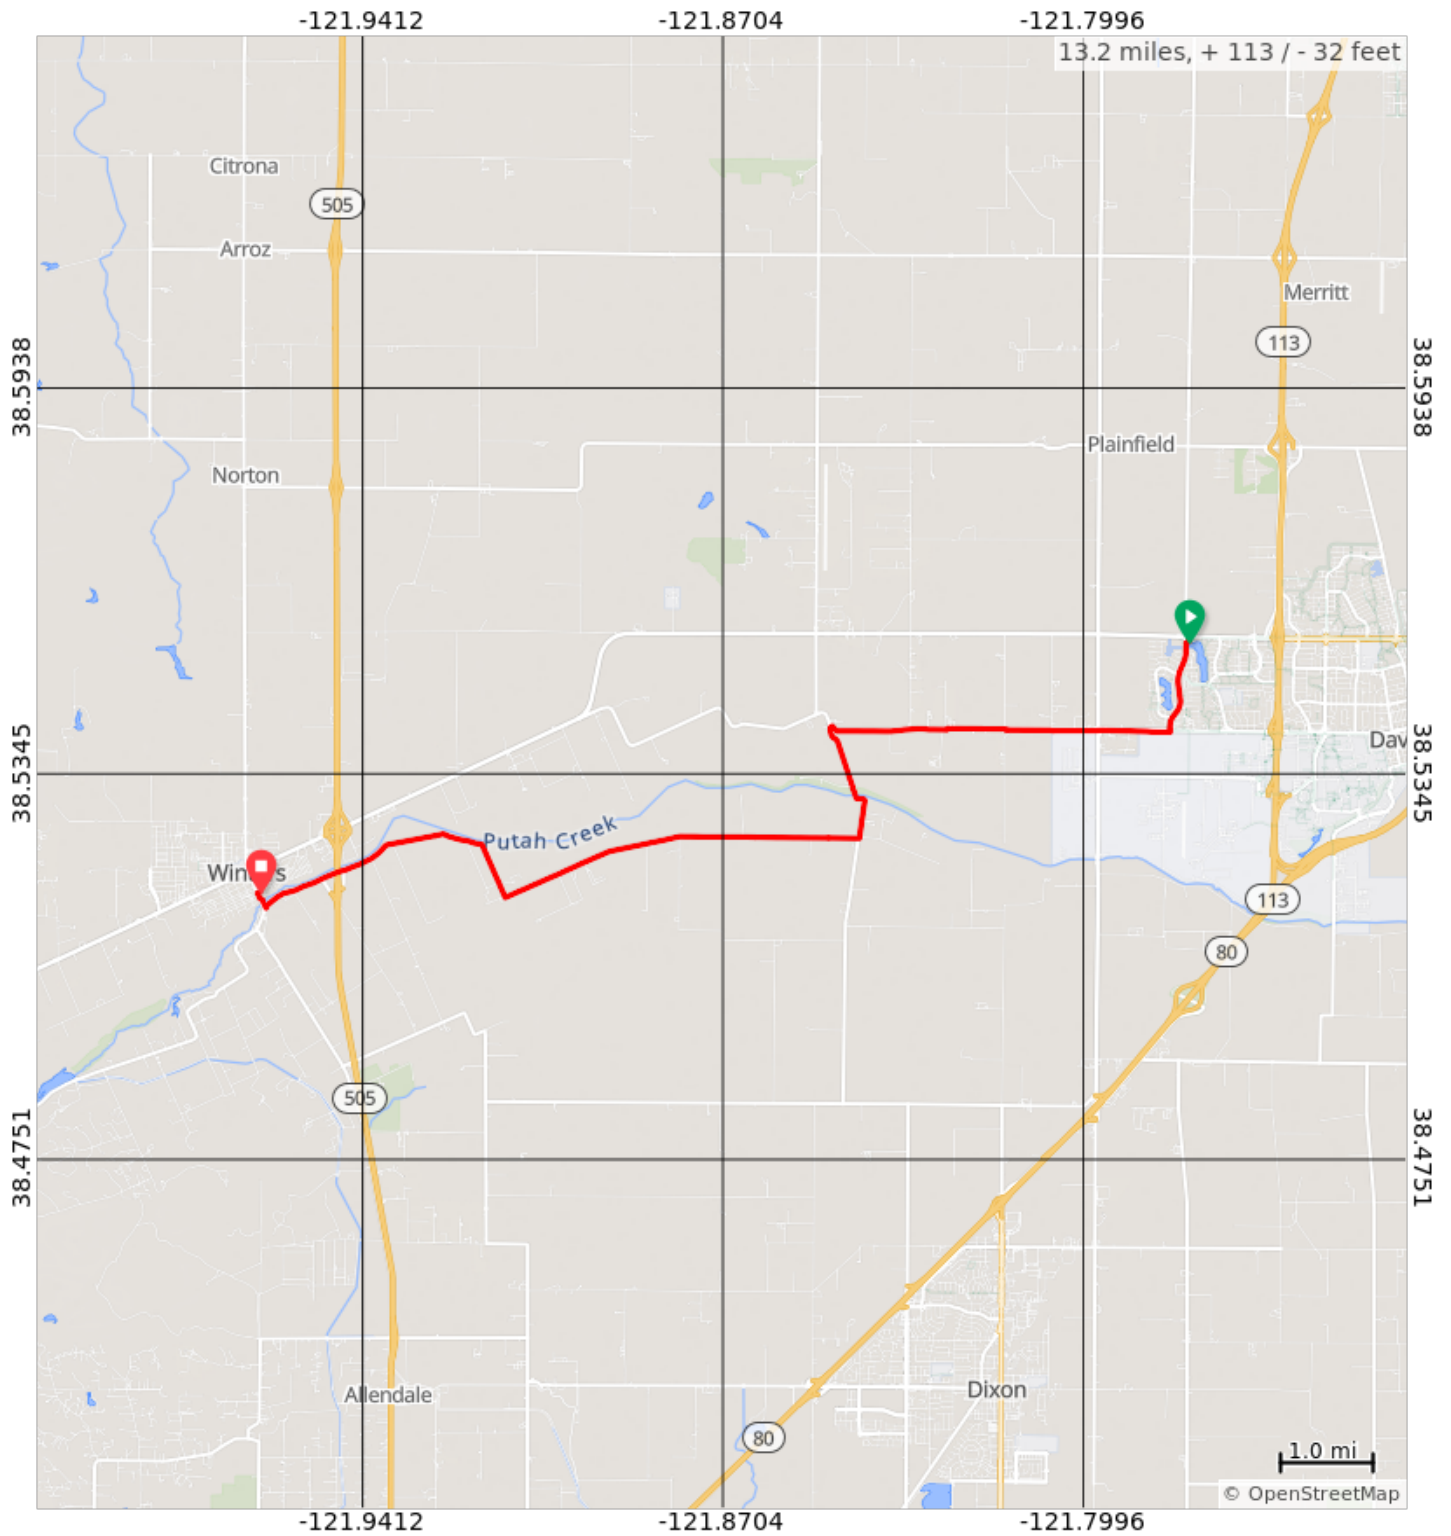 -121.9412 -121.8704 -121.7996
13.2 miles, + 113 / - 32 feet
Citrona
505
Arroz
Merritt
113
38.5938
38.5938
Plainfield
Norton
38.5345
38.5345
Dav
Putah Creek
Win
s
113
80
505
38.4751
38.4751
Allendale
Dixon
80
1.0 mi
© OpenStreetMap
-121.9412 -121.8704 -121.7996